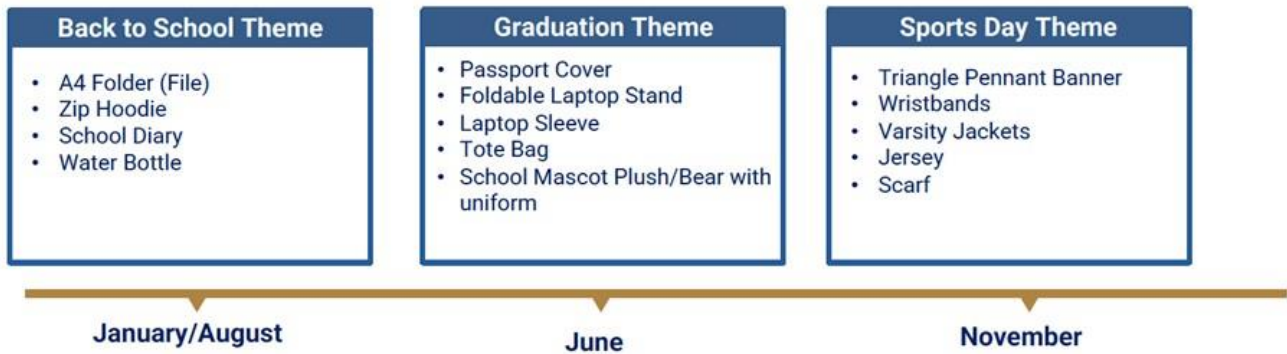 Back to School Theme
• A4 Folder (File)
• Zip Hoodie
• School Diary
• Water Bottle
Graduation Theme
• Passport Cover
• Foldable Laptop Stand
• Laptop Sleeve
• Tote Bag
• School Mascot Plush/Bear with
uniform
Sports Day Theme
• Triangle Pennant Banner
• Wristbands
• Varsity Jackets
• Jersey
• Scarf
January/August
June
November